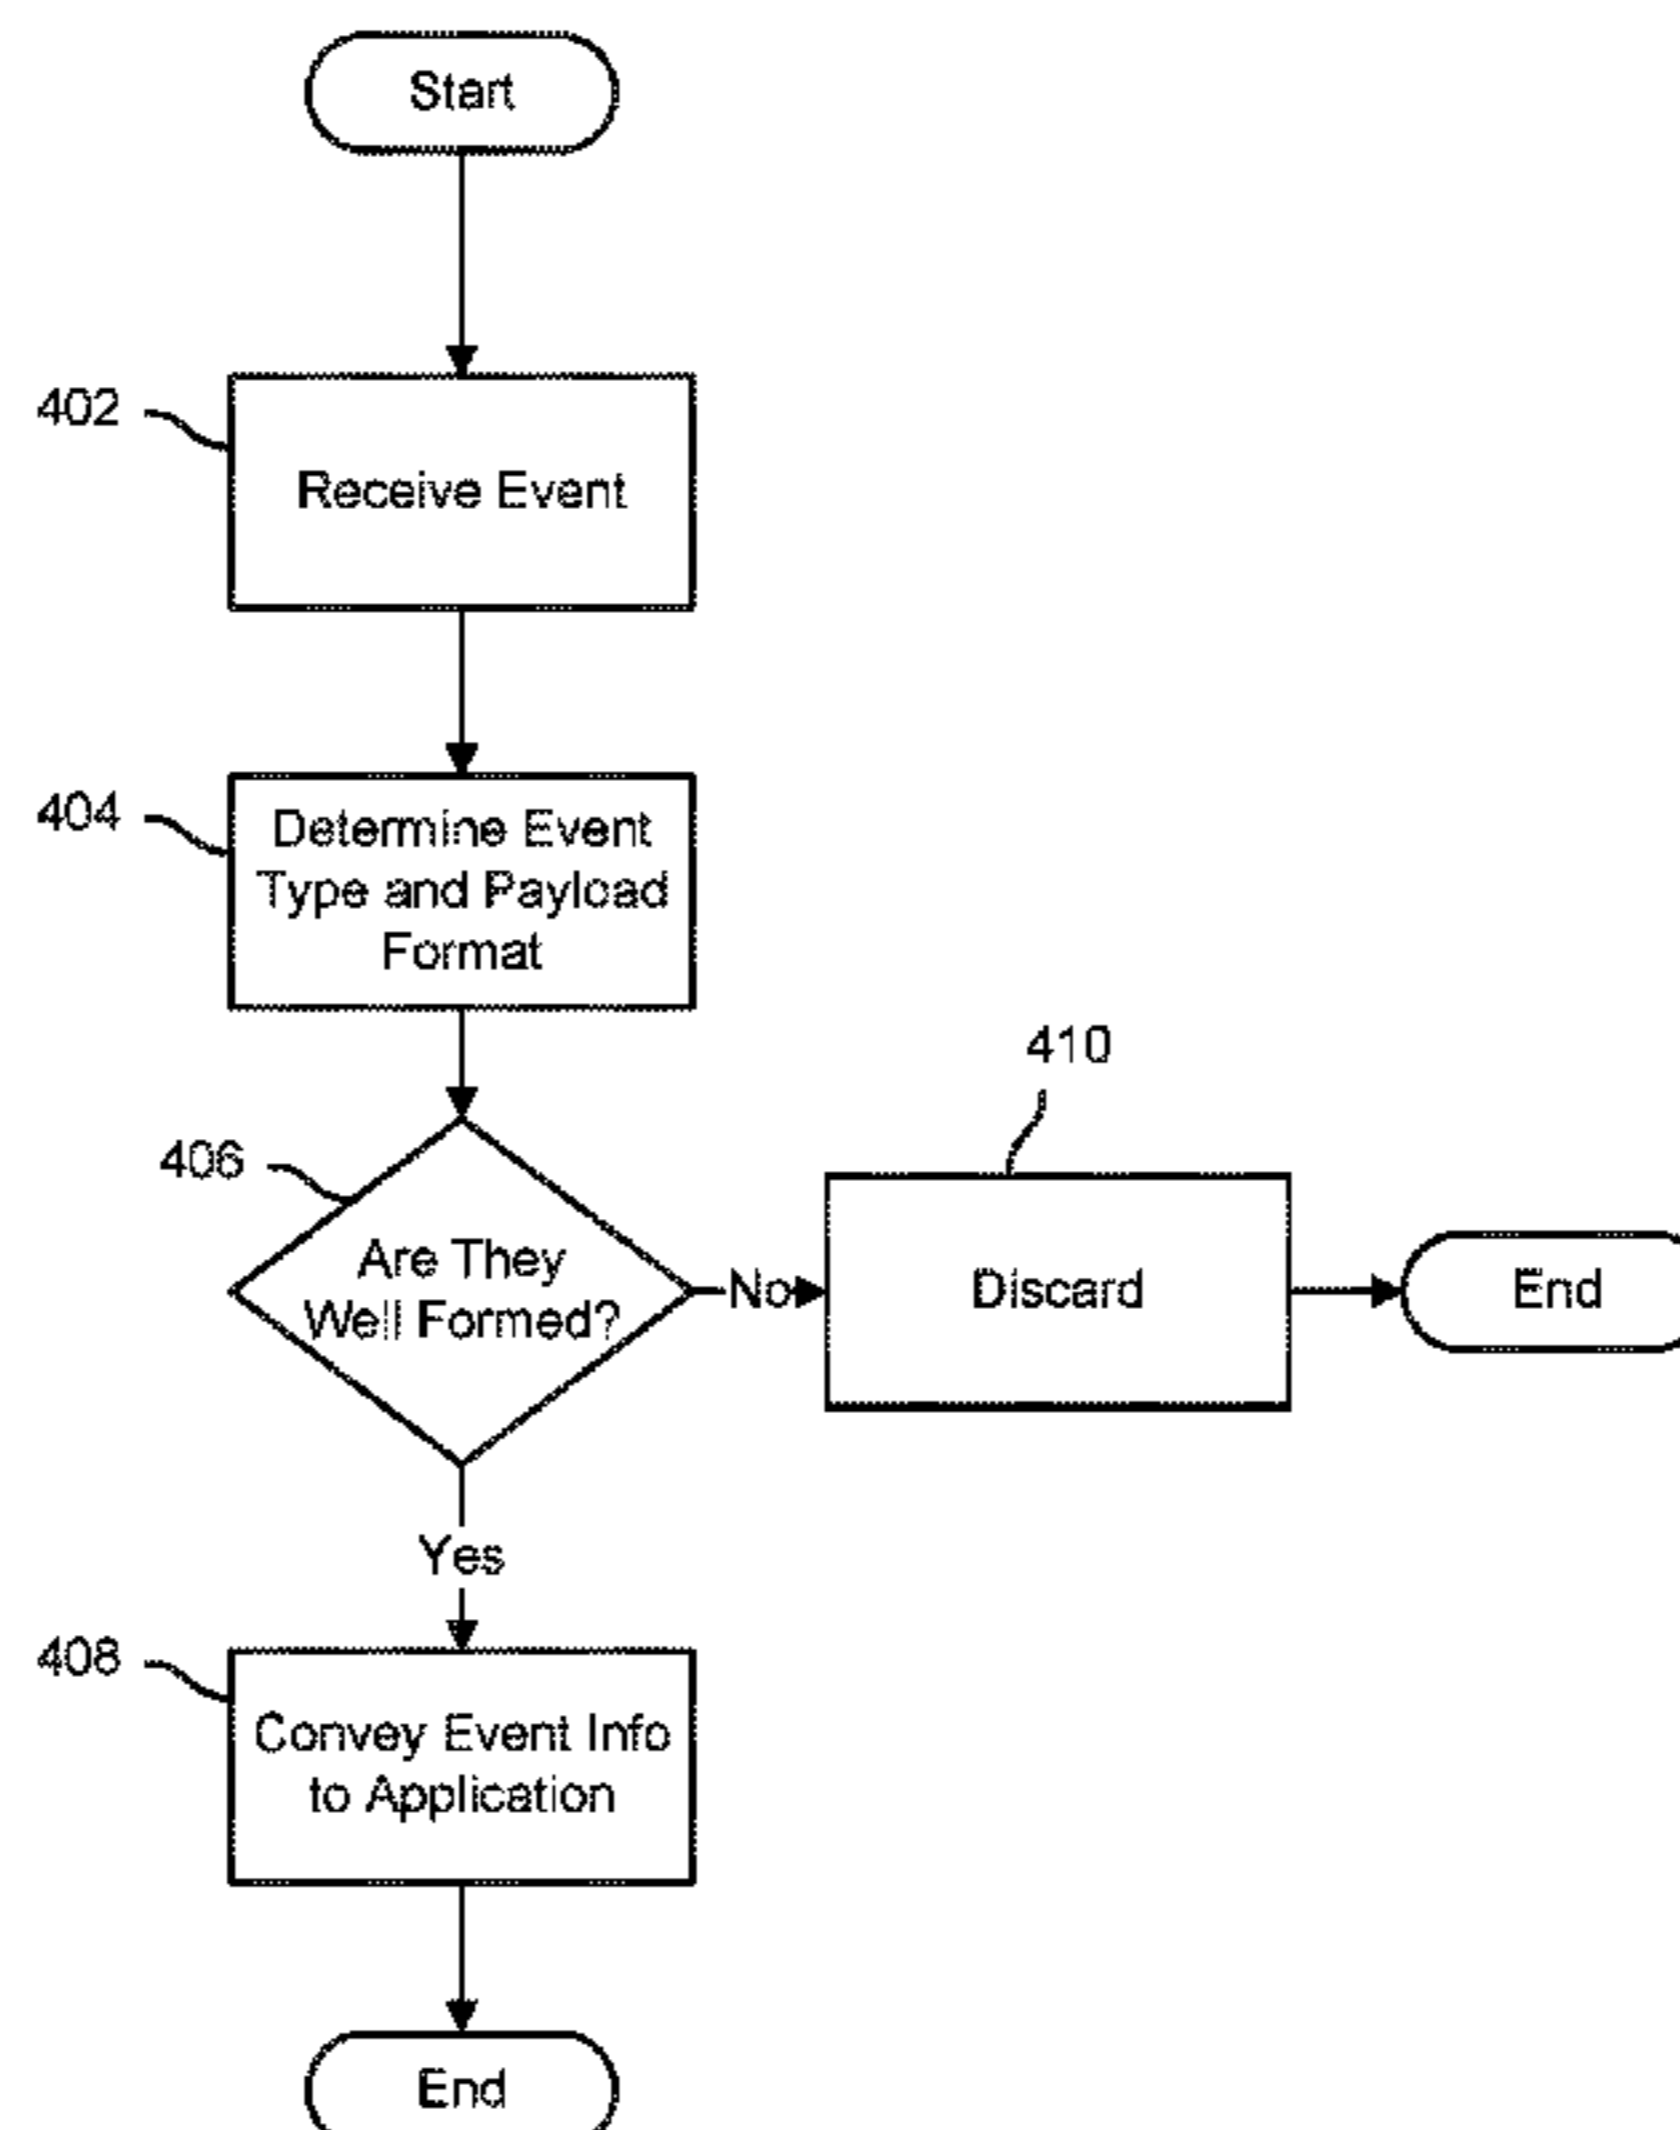 Start
402
Receive Event
404
Determine Event
Type and Payload
Format
410
406
Are They
Well Formed?
No
Discard
End
Yes
408
Convey Event Info
to Application
End